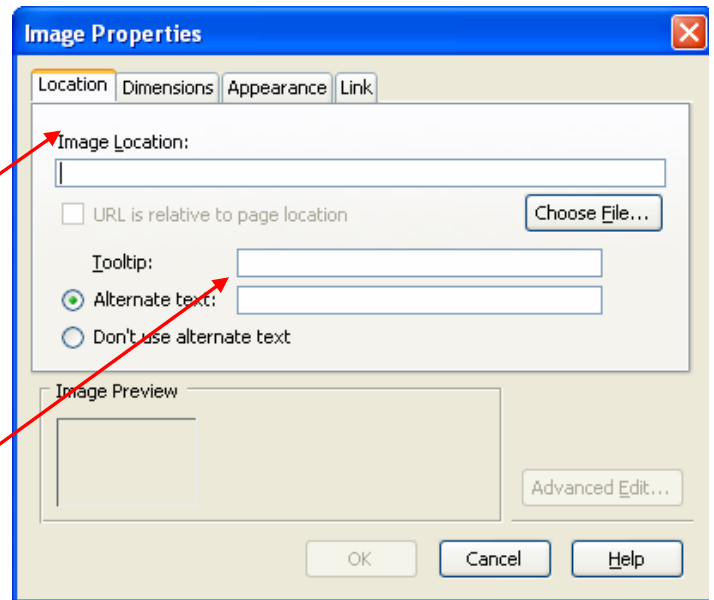 Image Properties
Location Dimensions Appearance Link
Image Location:
URL is relative to page location
Choose File...
Tooltip:
Alternate text:
Don't use alternate text
Image Preview
Advanced Edit...
OK Cancel Help